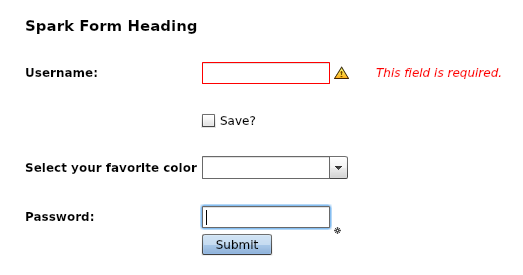 Spark Form Heading
Username: This field is required.
Save?
Select your favorite color
Password:
Submit